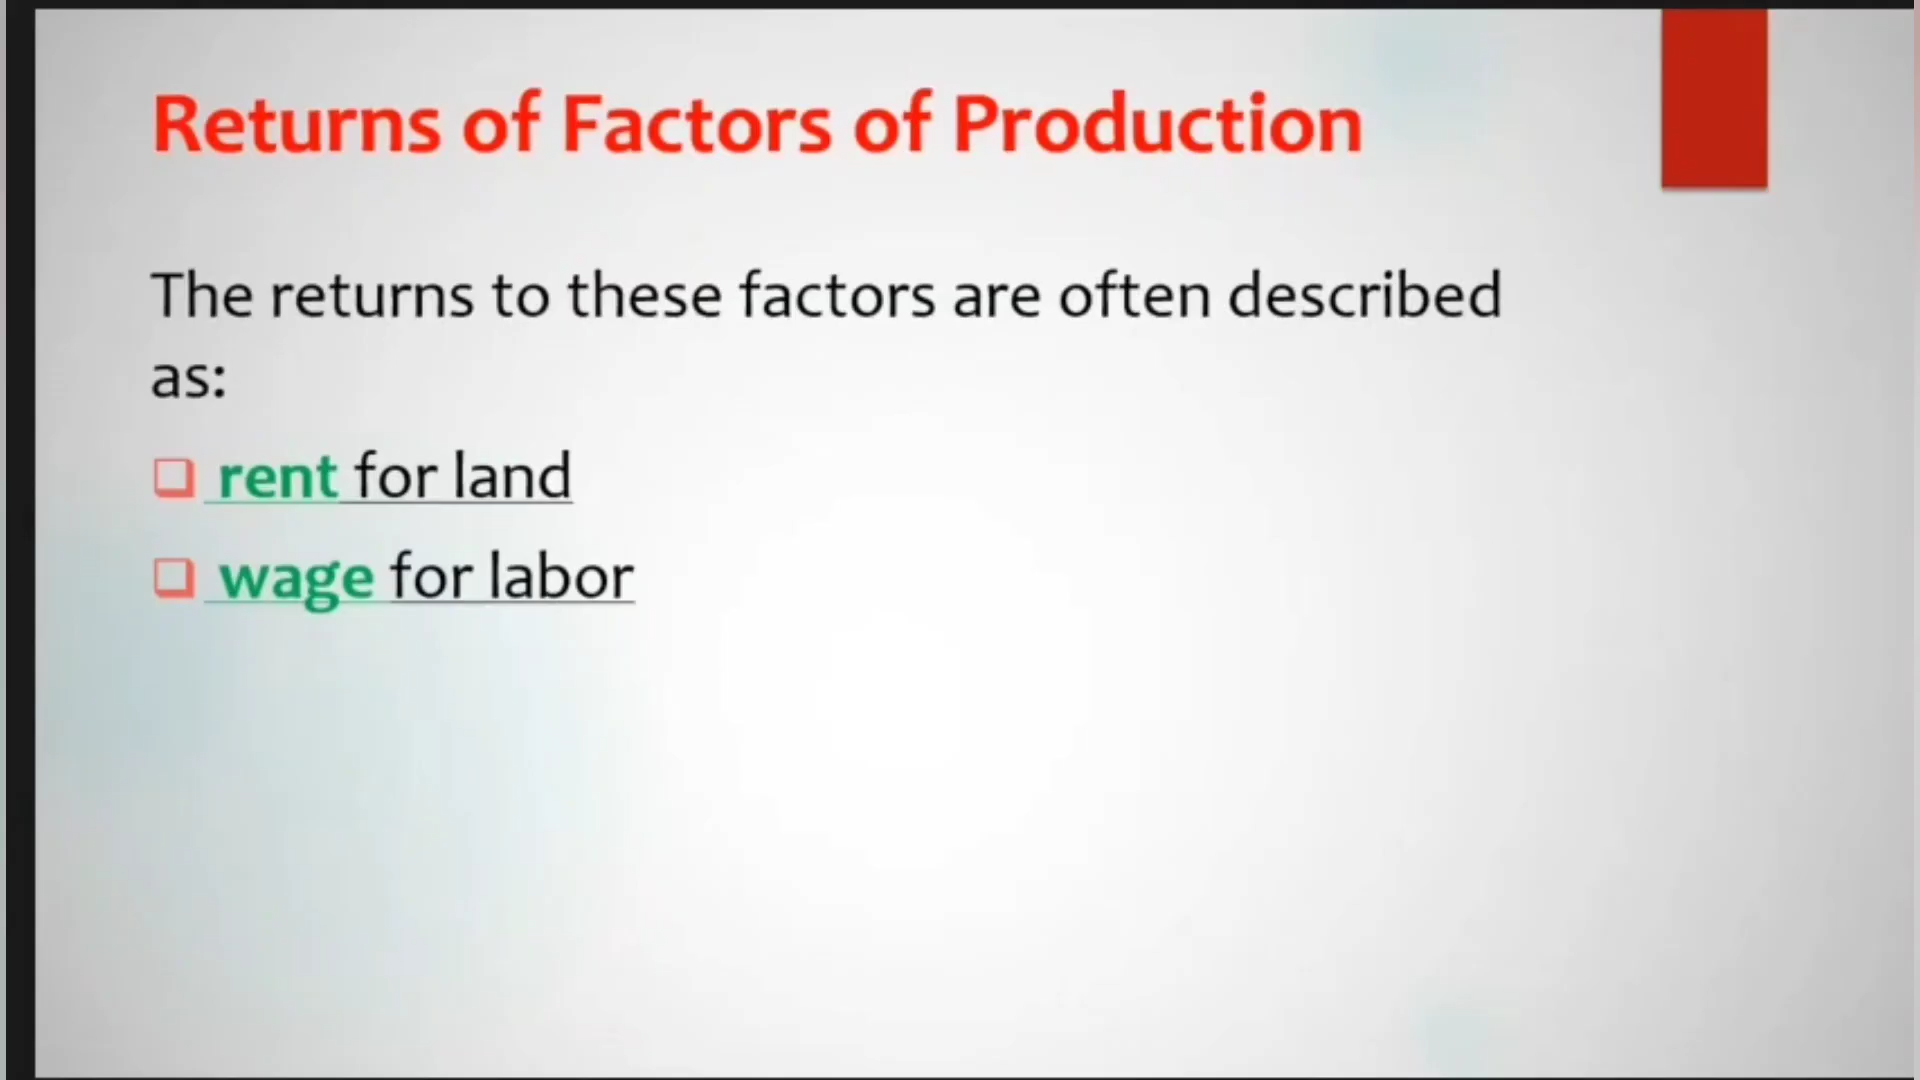 Returns of Factors of Production
The returns to these factors are often described
as:
rent for land
wage for labor